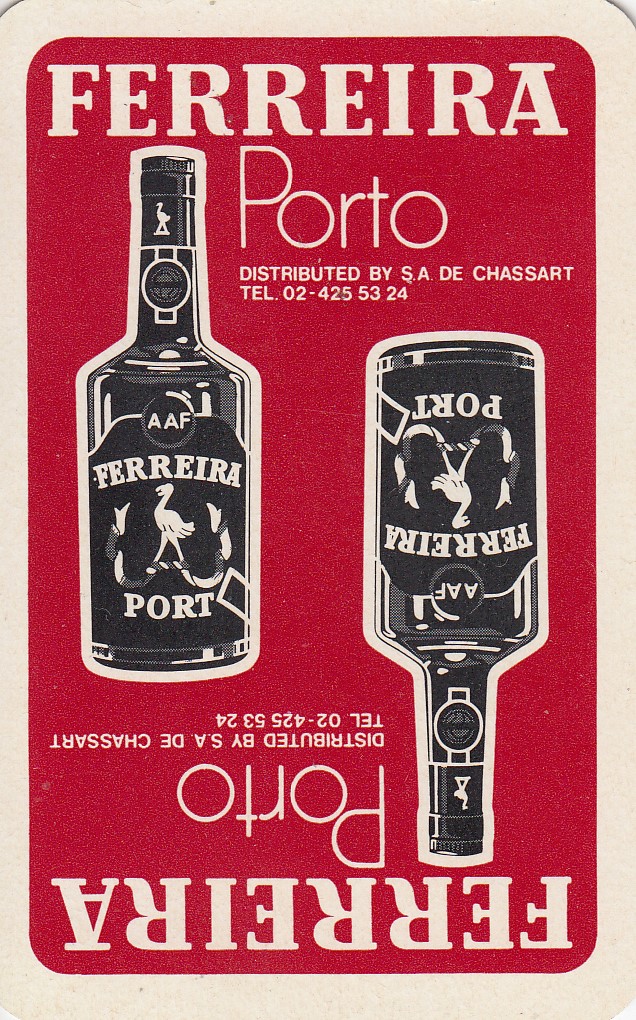 FERREIRA
Porto
DISTRIBUTED BY S.A. DE CHASSART
TEL. 02-425 53 24
AAF
FERREIRA
PORT
FERREIRA
Porto
DISTRIBUTED BY S.A. DE CHASSART
TEL. 02-425 53 24
AAF
FERREIRA
PORT